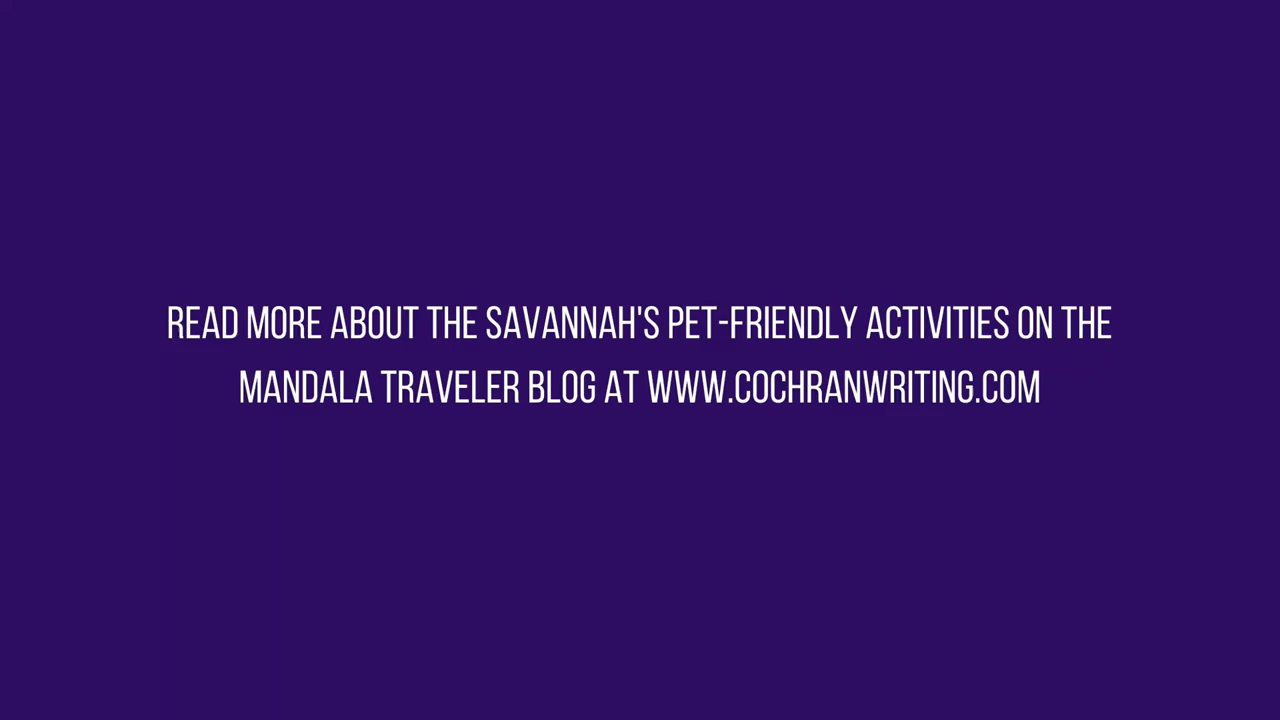 READ MORE ABOUT THE SAVANNAH'S PET-FRIENDLY ACTIVITIES ON THE
MANDALA TRAVELER BLOG AT WWW.COCHRANWRITING.COM